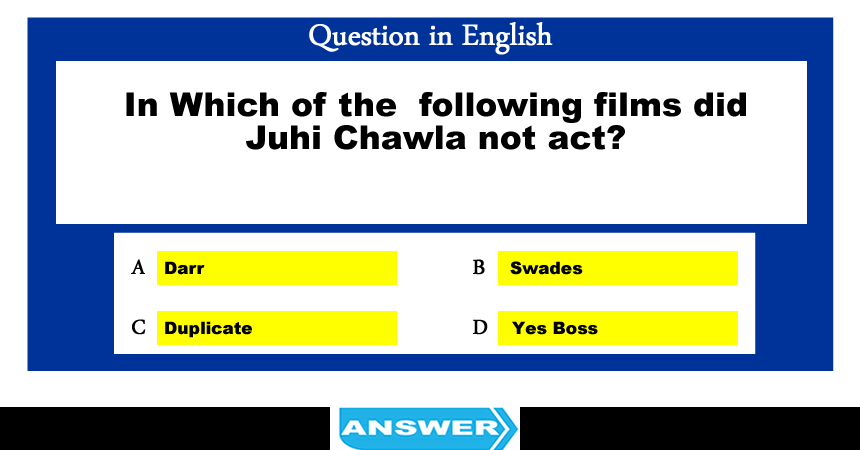 Question in English
In Which of the  following films did
Juhi Chawla not act?
A Darr
B Swades
C Duplicate
D Yes Boss
ANSWER